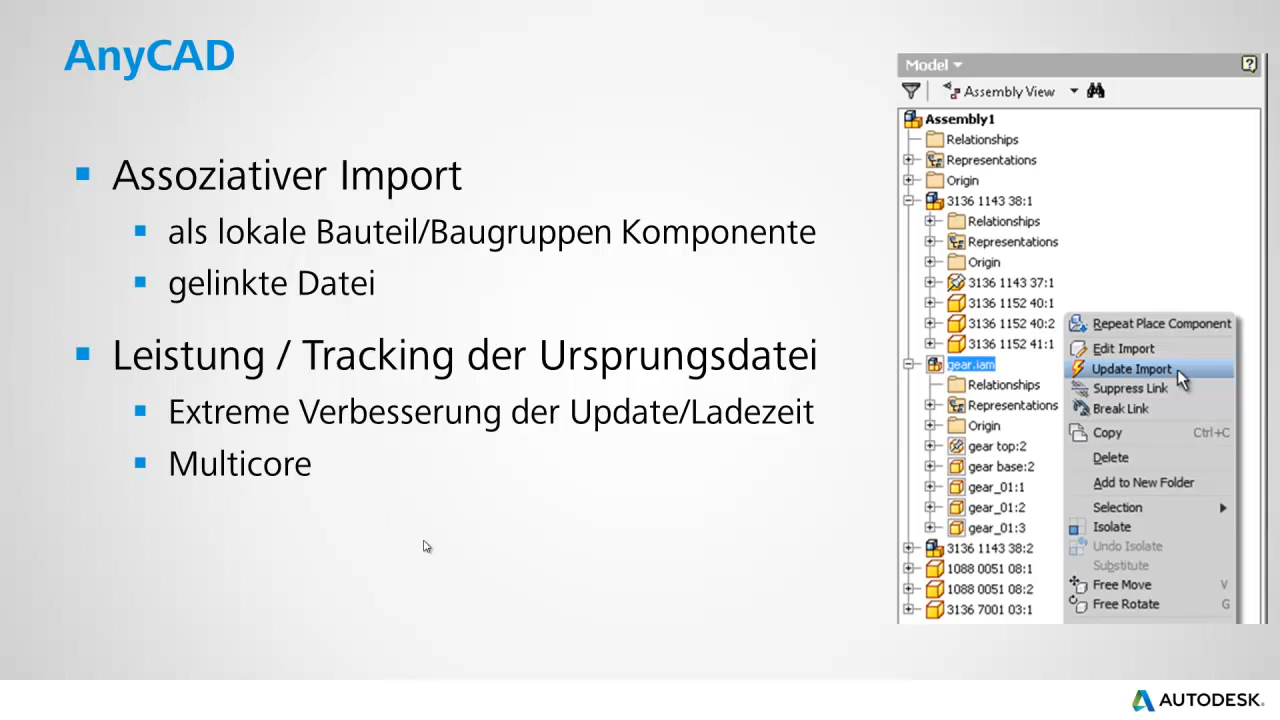 AnyCAD
Assoziativer Import
als lokale Bauteil/Baugruppen Komponente
gelinkte Datei
Leistung / Tracking der Ursprungsdatei
Extreme Verbesserung der Update/Ladezeit
Multicore
Model
?
Assembly View
Assembly1
Relationships
Representations
Origin
3136 1143 38:1
Relationships
Representations
Origin
3136 1143 37:1
3136 1152 40:1
3136 1152 40:2
3136 1152 41:1
gear.iam
Relationships
Representations
Origin
gear top:2
gear base:2
gear_01:1
gear_01:2
gear_01:3
3136 1143 38:2
1088 0051 08:1
1088 0051 08:2
3136 7001 03:1
Repeat Place Component
Edit Import
Update Import
Suppress Link
Break Link
Copy Ctrl+C
Delete
Add to New Folder
Selection
Isolate
Undo Isolate
Substitute
Free Move V
Free Rotate G
AUTODESK.